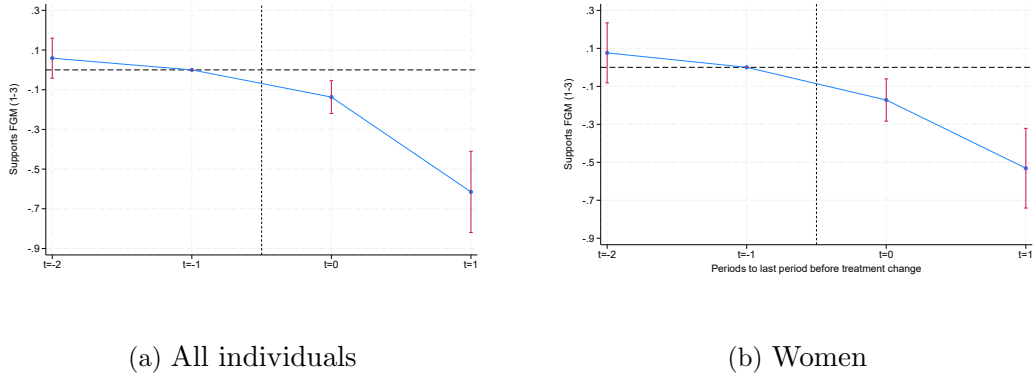 .3
.1
-.1
-.3
-.5
-.7
-.9
Supports FGM (1-3)
t=-2
t=-1
t=0
t=1
(a) All individuals
.3
.1
-.1
-.3
-.5
-.7
-.9
Supports FGM (1-3)
t=-2
t=-1
t=0
t=1
Periods to last period before treatment change
(b) Women